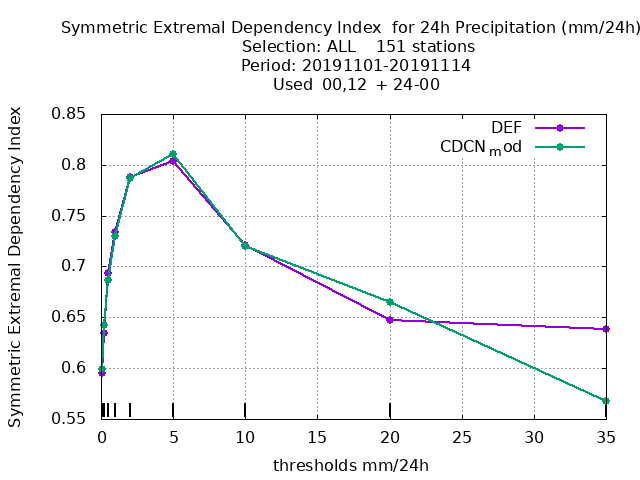 Symmetric Extremal Dependency Index  for 24h Precipitation (mm/24h)
Selection: ALL    151 stations
Period: 20191101-20191114
Used  00,12  + 24-00
Symmetric Extremal Dependency Index
0.85
0.8
0.75
0.7
0.65
0.6
0.55
DEF
CDCN_mod
0 5 10 15 20 25 30 35
thresholds mm/24h